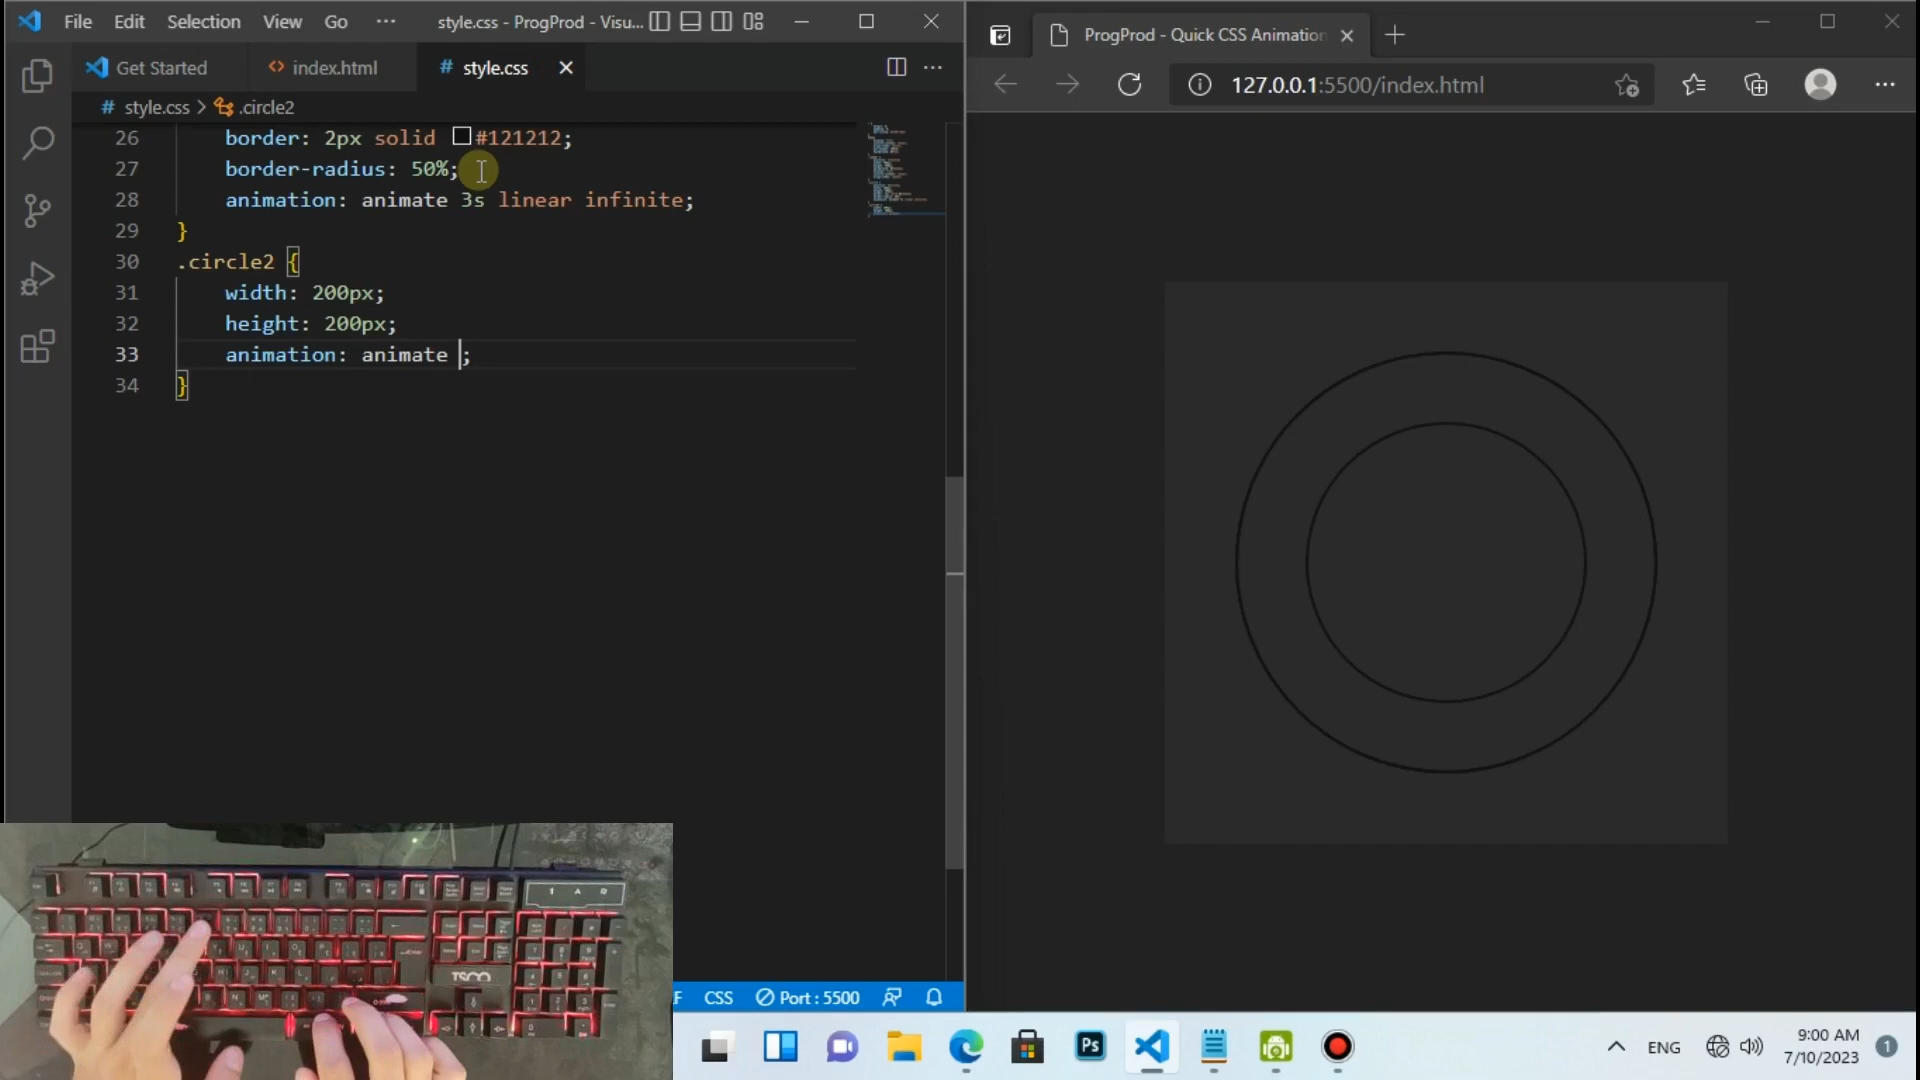 File Edit Selection View Go ··· style.css - ProgProd - Visu...
Get Started index.html # style.css
# style.css > .circle2
26 border: 2px solid #121212;
27 border-radius: 50%;
28 animation: animate 3s linear infinite;
29 }
30 .circle2 {
31 width: 200px;
32 height: 200px;
33 animation: animate ;
34 }
CSS Port : 5500
ProgProd - Quick CSS Animation
127.0.0.1:5500/index.html
TSCO
Ps
ENG
9:00 AM
7/10/2023
1